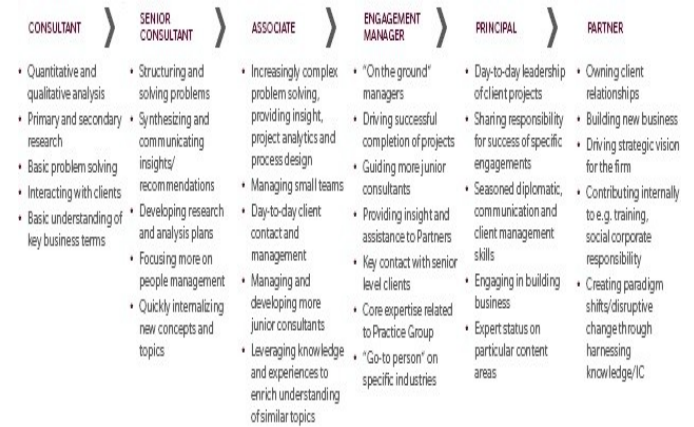 CONSULTANT
• Quantitative and
qualitative analysis
• Primary and secondary
research
• Basic problem solving
• Interacting with clients
• Basic understanding of
key business terms
SENIOR
CONSULTANT
• Structuring and
solving problems
• Synthesizing and
communicating
insights/
recommendations
• Developing research
and analysis plans
• Focusing more on
people management
• Quickly internalizing
new concepts and
topics
ASSOCIATE
• Increasingly complex
problem solving,
providing insight,
project analytics and
process design
• Managing small teams
• Day-to-day client
contact and
management
• Managing and
developing more
junior consultants
• Leveraging knowledge
and experiences to
enrich understanding
of similar topics
ENGAGEMENT
MANAGER
• "On the ground"
managers
• Driving successful
completion of projects
• Guiding more junior
consultants
• Providing insight and
assistance to Partners
• Key contact with senior
level clients
• Core expertise related
to Practice Group
• "Go-to person" on
specific industries
PRINCIPAL
• Day-to-day leadership
of client projects
• Sharing responsibility
for success of specific
engagements
• Seasoned diplomatic,
communication and
client management
skills
• Engaging in building
business
• Expert status on
particular content
areas
PARTNER
• Owning client
relationships
• Building new business
• Driving strategic vision
for the firm
• Contributing internally
to e.g. training,
social corporate
responsibility
• Creating paradigm
shifts/disruptive
change through
harnessing
knowledge/IC